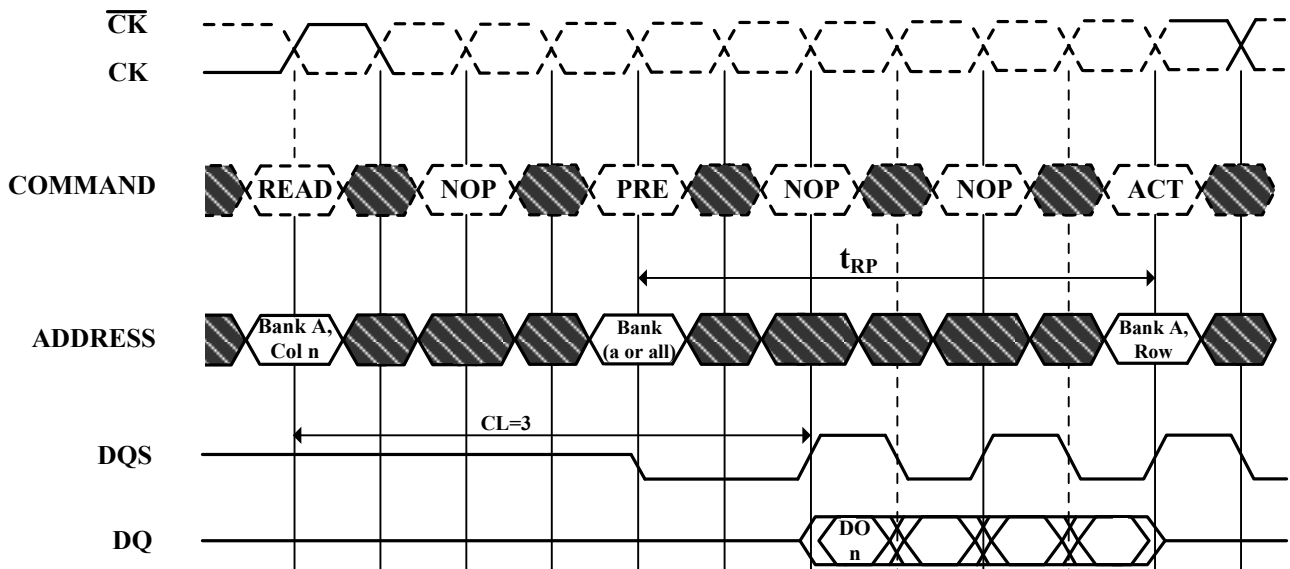 CK
CK
COMMAND
READ
NOP
PRE
NOP
NOP
ACT
tRP
ADDRESS
Bank A,
Col n
Bank
(a or all)
Bank A,
Row
CL=3
DQS
DQ
DO
n